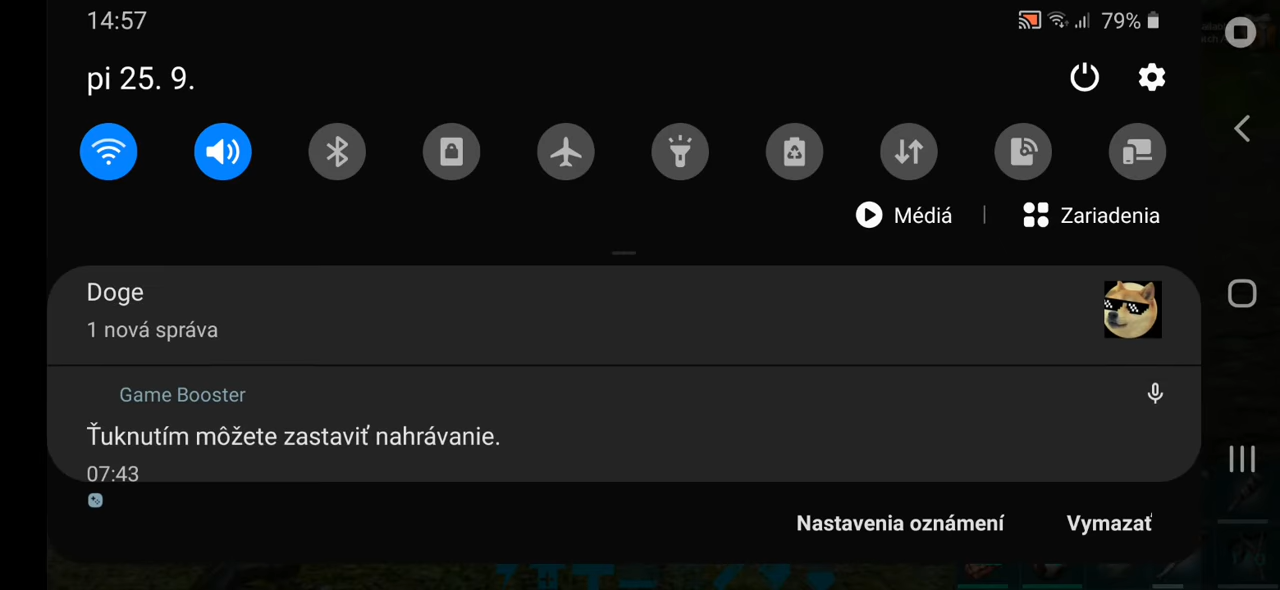 14:57
79%
pi 25. 9.
Médiá
Zariadenia
Doge
1 nová správa
Game Booster
Ťuknutím môžete zastaviť nahrávanie.
07:43
Nastavenia oznámení
Vymazať